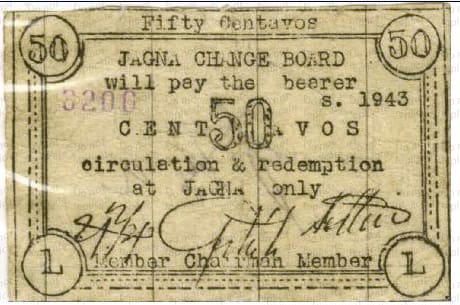 Fifty Centavos
50 50
JAGNA CHANGE BOARD
will pay the bearer
6200 s. 1943
50
CENTAVOS
circulation & redemption
at JAGNA only
L Member Chairman Member L